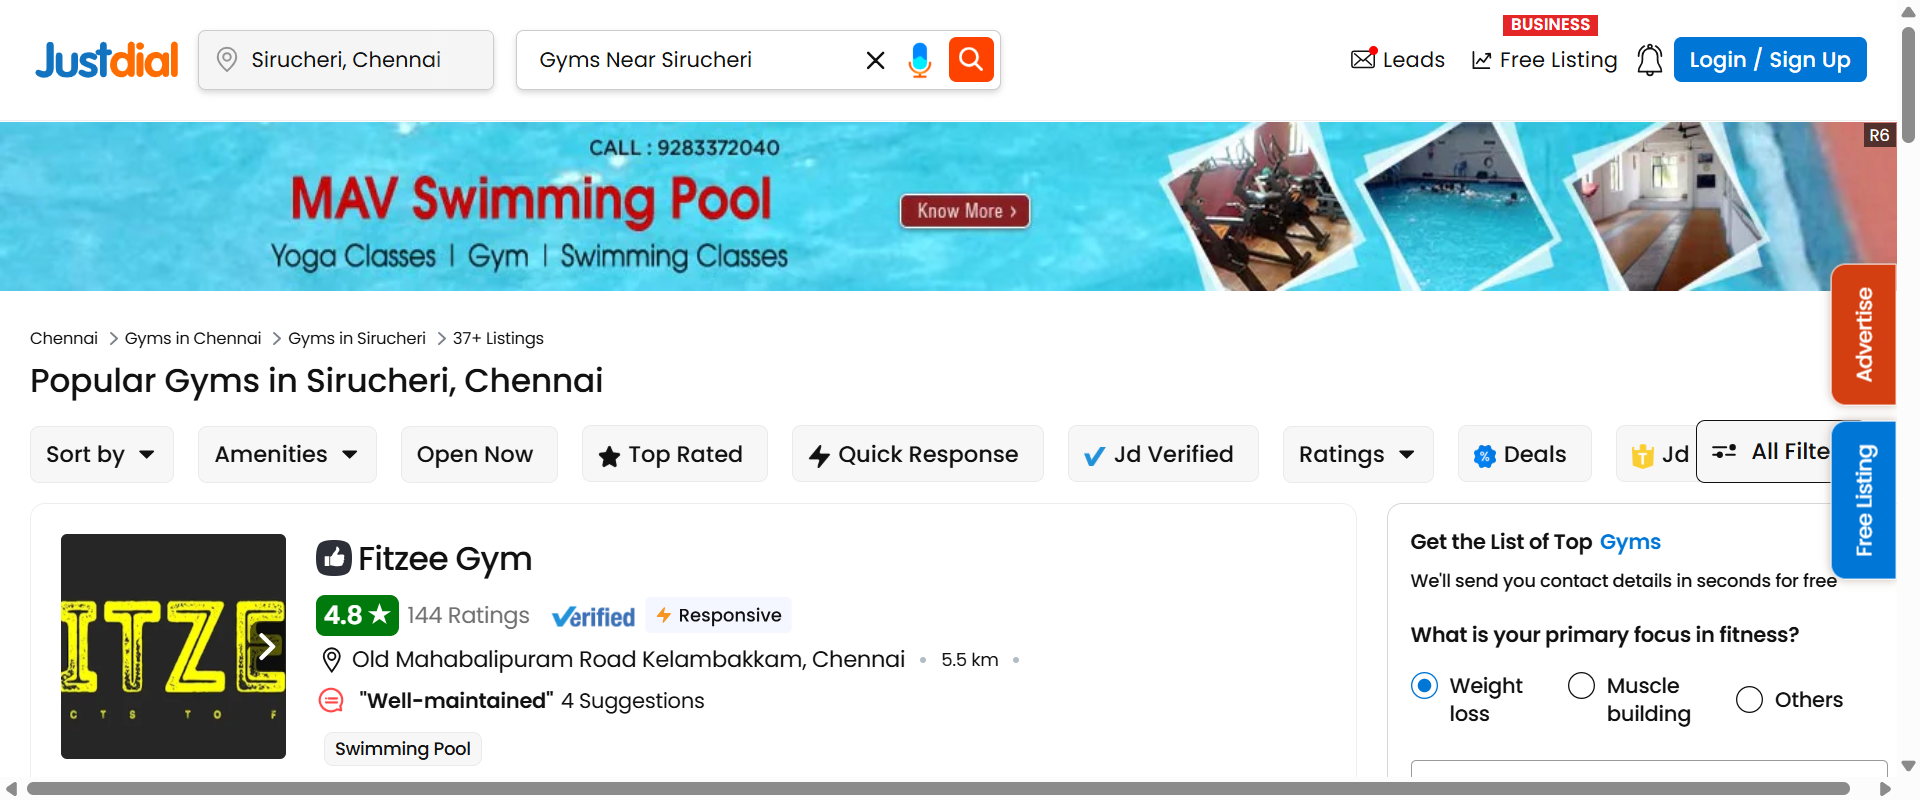 Justdial
Sirucheri, Chennai
Gyms Near Sirucheri
Leads
BUSINESS
Free Listing
Login / Sign Up
R6
CALL : 9283372040
MAV Swimming Pool
Yoga Classes | Gym | Swimming Classes
Know More ›
Advertise
Free Listing
Chennai > Gyms in Chennai > Gyms in Sirucheri > 37+ Listings
Popular Gyms in Sirucheri, Chennai
Sort by
Amenities
Open Now
Top Rated
Quick Response
Jd Verified
Ratings
Deals
Jd
All Filte
ITZE
CTS TO F
Fitzee Gym
4.8 ★ 144 Ratings Verified Responsive
Old Mahabalipuram Road Kelambakkam, Chennai • 5.5 km •
"Well-maintained" 4 Suggestions
Swimming Pool
Get the List of Top Gyms
We'll send you contact details in seconds for free
What is your primary focus in fitness?
Weight loss
Muscle building
Others